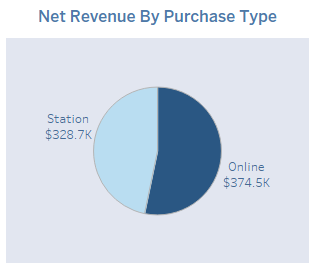 Net Revenue By Purchase Type
Station
$328.7K
Online
$374.5K